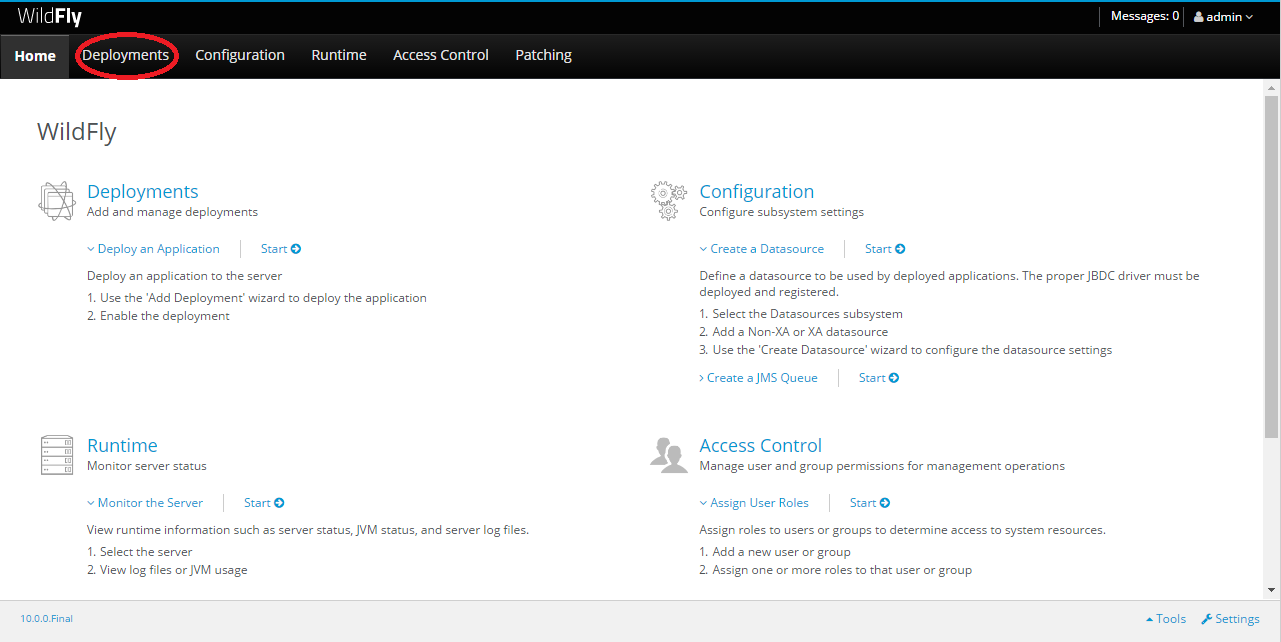 WildFly
Messages: 0 admin
Home Deployments Configuration Runtime Access Control Patching
WildFly
Deployments
Add and manage deployments
Deploy an Application Start
Deploy an application to the server
1. Use the 'Add Deployment' wizard to deploy the application
2. Enable the deployment
Configuration
Configure subsystem settings
Create a Datasource Start
Define a datasource to be used by deployed applications. The proper JBDC driver must be
deployed and registered.
1. Select the Datasources subsystem
2. Add a Non-XA or XA datasource
3. Use the 'Create Datasource' wizard to configure the datasource settings
Create a JMS Queue Start
Runtime
Monitor server status
Monitor the Server Start
View runtime information such as server status, JVM status, and server log files.
1. Select the server
2. View log files or JVM usage
Access Control
Manage user and group permissions for management operations
Assign User Roles Start
Assign roles to users or groups to determine access to system resources.
1. Add a new user or group
2. Assign one or more roles to that user or group
10.0.0.Final
Tools Settings